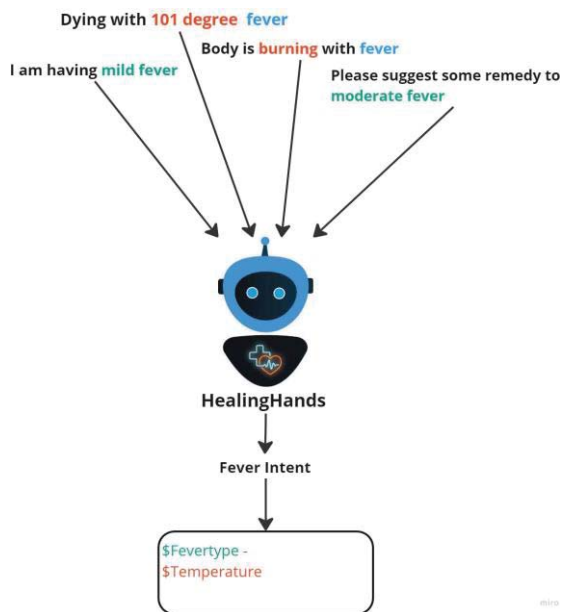 Dying with 101 degree fever
Body is burning with fever
I am having mild fever
Please suggest some remedy to
moderate fever
HealingHands
Fever Intent
$Fevertype -
$Temperature
miro